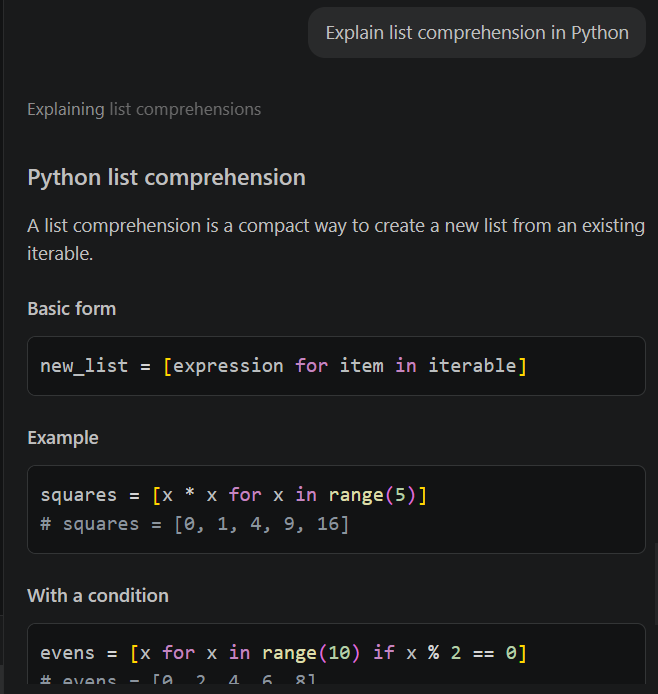 Explain list comprehension in Python
Explaining list comprehensions
Python list comprehension
A list comprehension is a compact way to create a new list from an existing
iterable.
Basic form
new_list = [expression for item in iterable]
Example
squares = [x * x for x in range(5)]
# squares = [0, 1, 4, 9, 16]
With a condition
evens = [x for x in range(10) if x % 2 == 0]
# evens = [0, 2, 4, 6, 8]